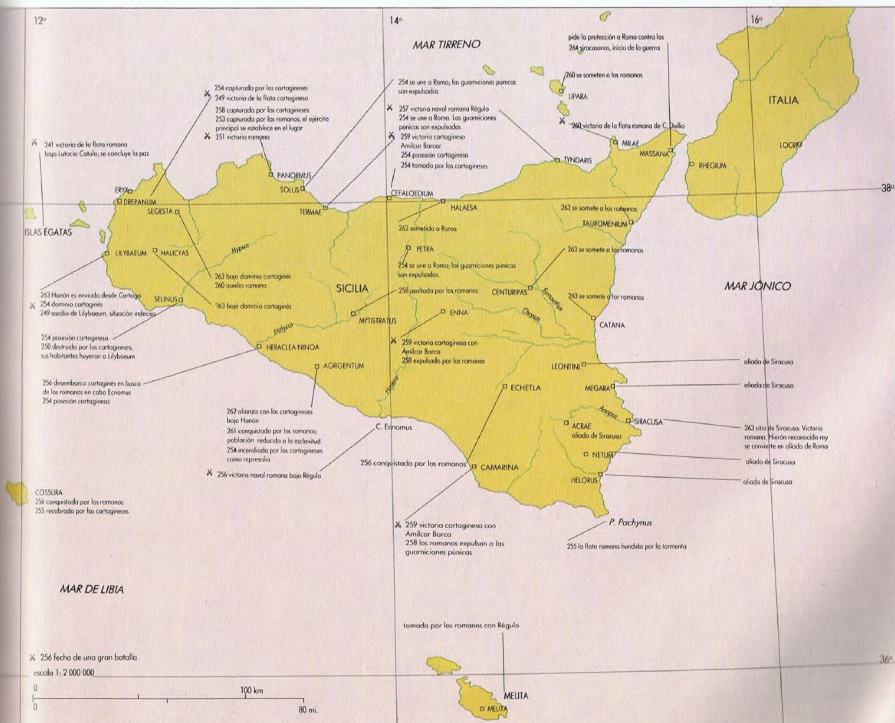 12°
14°
16°
MAR TIRRENO
pide la protección a Roma contra los
264 siracusanos, inicio de la guerra
260 se someten a los romanos
LIPARA
ITALIA
254 capturada por los cartagineses
249 victoria de la flota cartaginesa
258 capturada por los cartagineses
253 capturada por los romanos; el ejército
principal se establece en el lugar
251 victoria romana
254 se une a Roma; las guarniciones púnicas
son expulsadas
257 victoria naval romana Régulo
254 se une a Roma. Las guarniciones
púnicas son expulsadas
259 victoria cartaginesa
Amílcar Barca
254 posesión cartaginesa
254 tomada por los cartagineses
260 victoria de la flota romana de C. Duilio
241 victoria de la flota romana
bajo Lutacio Catulo; se concluye la paz
MILAE
MASSANA
LOCRI
RHEGIUM
TYNDARIS
PANORMUS
SOLUS
ERYX
DREPANUM
SEGESTA
TERMAE
CEFALOEDIUM
HALAESA
38°
263 se somete a los romanos
TAUROMENIUM
ISLAS EGATAS
263 sometida a Roma
LILYBAEUM
HALICYAS
Hypsus
PETRA
263 se somete a los romanos
254 se une a Roma; las guarniciones púnicas
son expulsadas
263 bajo dominio cartaginés
260 asedio romano
SICILIA
258 asaltada por los romanos
CENTURIPAS
Symaethus
MAR JÓNICO
263 Hanón es enviado desde Cartago
254 dominio cartaginés
249 asedio de Lilybaeum, situación indecisa
SELINUS
263 bajo dominio cartaginés
263 se somete a los romanos
MYTISTRATUS
ENNA
Chrysas
CATANA
Halycus
254 posesión cartaginesa
250 destruido por los cartagineses,
sus habitantes huyeron a Lilybaeum
HERACLEA MINOA
259 victoria cartaginesa con
Amílcar Barca
258 expulsado por los romanos
AGRIGENTUM
LEONTINI
aliada de Siracusa
256 desembarco cartaginés en busca
de los romanos en cabo Ecnomus
254 posesión cartaginesa
Himera
ECHETLA
MEGARA
aliada de Siracusa
262 alianza con los cartagineses
bajo Hanón
261 conquistado por los romanos;
población reducida a la esclavitud
254 incendiada por los cartagineses
como represalia
Anapus
SIRACUSA
ACRAE
aliada de Siracusa
263 sitio de Siracusa. Victoria
romana. Hierón reconocido rey
se convierte en aliado de Roma
C. Ecnomus
NETUM
aliada de Siracusa
256 victoria naval romana bajo Régulo
256 conquistada por los romanos
CAMARINA
HELORUS
aliada de Siracusa
COSSURA
256 conquistada por los romanos
255 recobrada por los cartagineses
259 victoria cartaginesa con
Amílcar Barca
258 los romanos expulsan a las
guarniciones púnicas
P. Pachynus
255 la flota romana hundida por la tormenta
MAR DE LIBIA
tomada por los romanos con Régulo
256 fecha de una gran batalla
escala 1: 2 000 000
36°
0
100 km
0
80 mi.
MELITA
MELITA